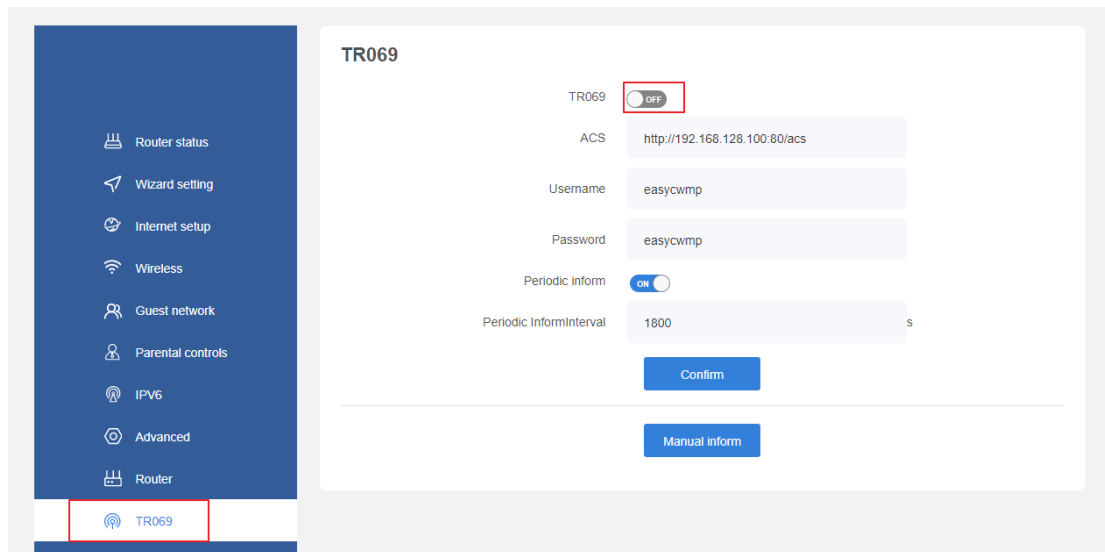 Router status
Wizard setting
Internet setup
Wireless
Guest network
Parental controls
IPV6
Advanced
Router
TR069
TR069
TR069 OFF
ACS http://192.168.128.100:80/acs
Username easycwmp
Password easycwmp
Periodic inform ON
Periodic InformInterval 1800 s
Confirm
Manual inform